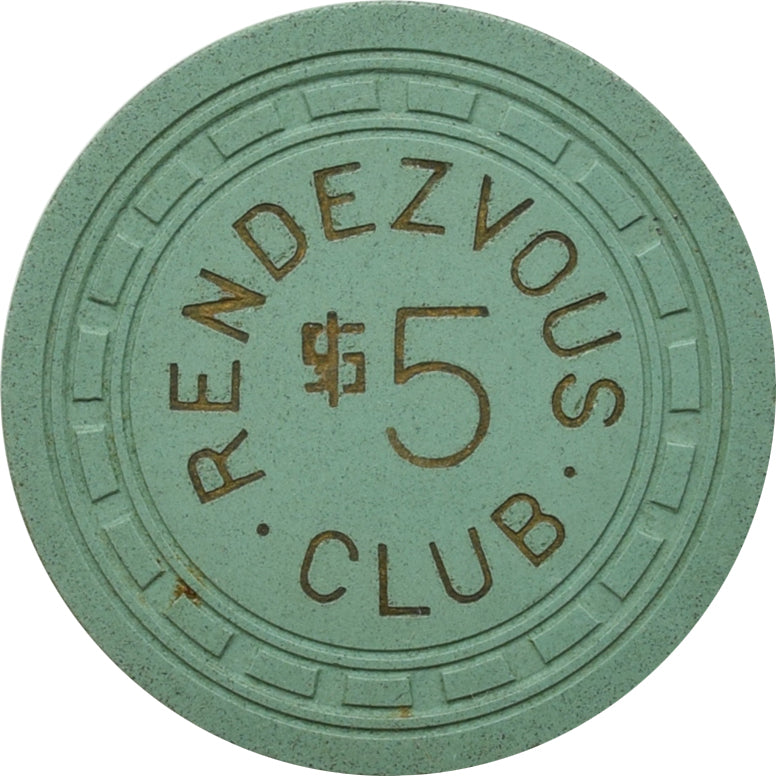 RENDEZVOUS
$5
· CLUB ·